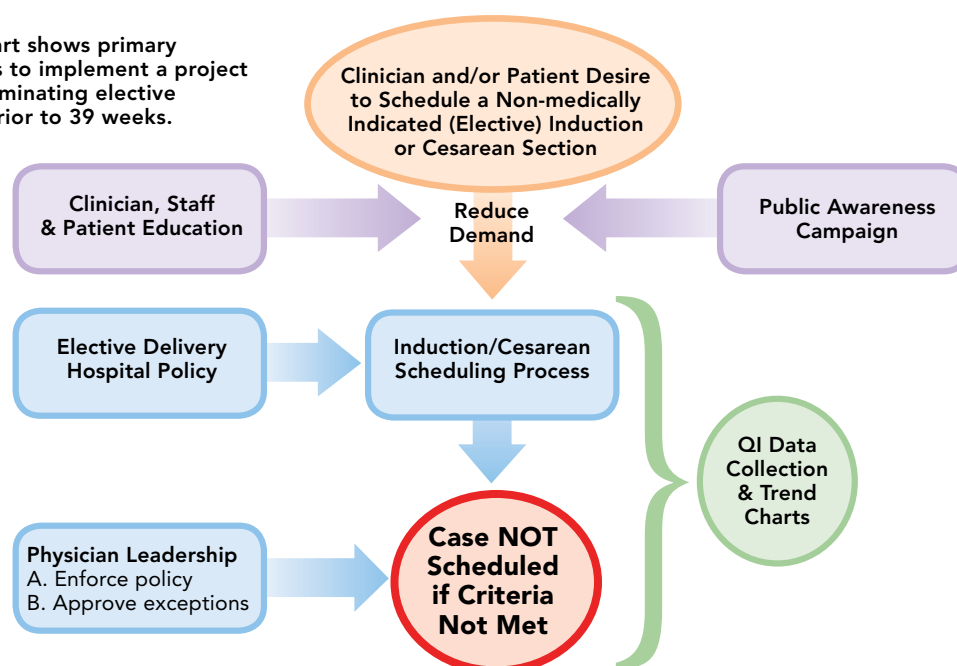 art shows primary
s to implement a project
minating elective
rior to 39 weeks.
Clinician and/or Patient Desire
to Schedule a Non-medically
Indicated (Elective) Induction
or Cesarean Section
Clinician, Staff
& Patient Education
Reduce
Demand
Public Awareness
Campaign
Elective Delivery
Hospital Policy
Induction/Cesarean
Scheduling Process
QI Data
Collection
& Trend
Charts
Physician Leadership
A. Enforce policy
B. Approve exceptions
Case NOT
Scheduled
if Criteria
Not Met